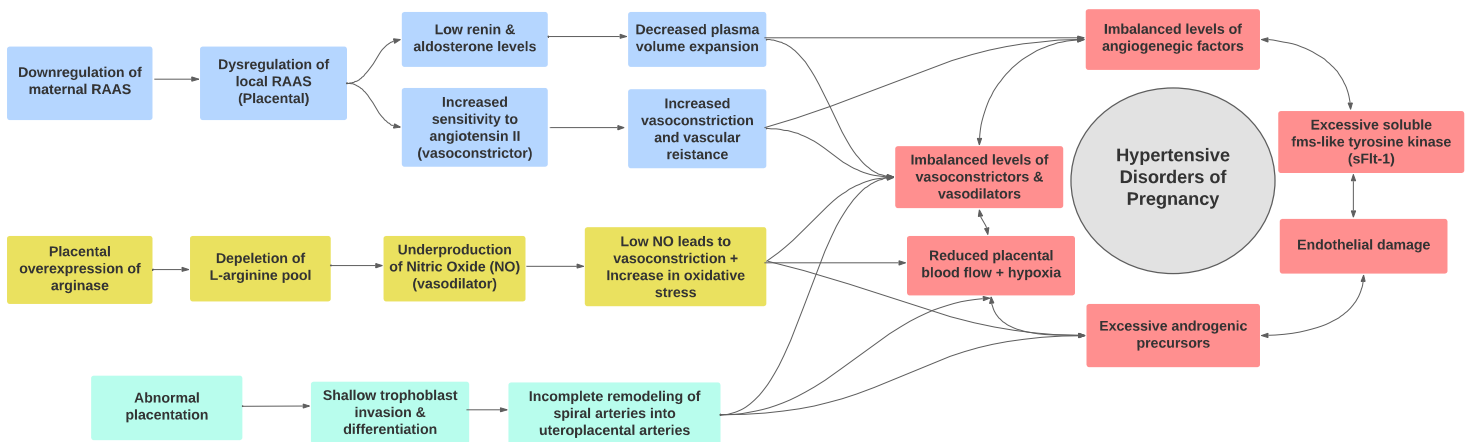 Downregulation of
maternal RAAS
Dysregulation of
local RAAS
(Placental)
Low renin &
aldosterone levels
Decreased plasma
volume expansion
Increased
sensitivity to
angiotensin II
(vasoconstrictor)
Increased
vasoconstriction
and vascular
reistance
Placental
overexpression of
arginase
Depeletion of
L-arginine pool
Underproduction
of Nitric Oxide (NO)
(vasodilator)
Low NO leads to
vasoconstriction +
Increase in oxidative
stress
Abnormal
placentation
Shallow trophoblast
invasion &
differentiation
Incomplete remodeling of
spiral arteries into
uteroplacental arteries
Imbalanced levels of
angiogenegic factors
Imbalanced levels of
vasoconstrictors &
vasodilators
Reduced placental
blood flow + hypoxia
Excessive androgenic
precursors
Hypertensive
Disorders of
Pregnancy
Excessive soluble
fms-like tyrosine kinase
(sFlt-1)
Endothelial damage